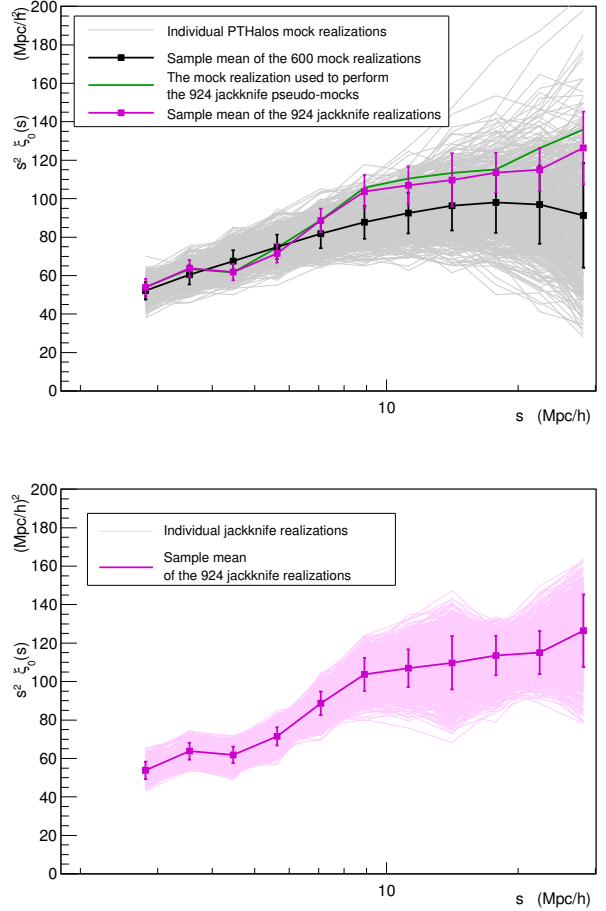 200
(Mpc/h)²
Individual PTHalos mock realizations
180
Sample mean of the 600 mock realizations
160
The mock realization used to perform
the 924 jackknife pseudo-mocks
140
Sample mean of the 924 jackknife realizations
s² ξ₀(s)
120
100
80
60
40
20
0
10
s (Mpc/h)
200
(Mpc/h)²
180
Individual jackknife realizations
160
Sample mean
of the 924 jackknife realizations
140
s² ξ₀(s)
120
100
80
60
40
20
0
10
s (Mpc/h)